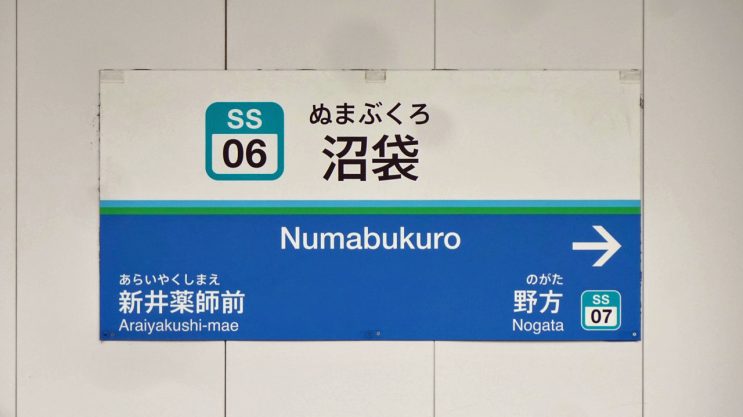 SS
06
ぬまぶくろ
沼袋
Numabukuro
あらいやくしまえ
新井薬師前
Araiyakushi-mae
のがた
野方
Nogata
SS
07